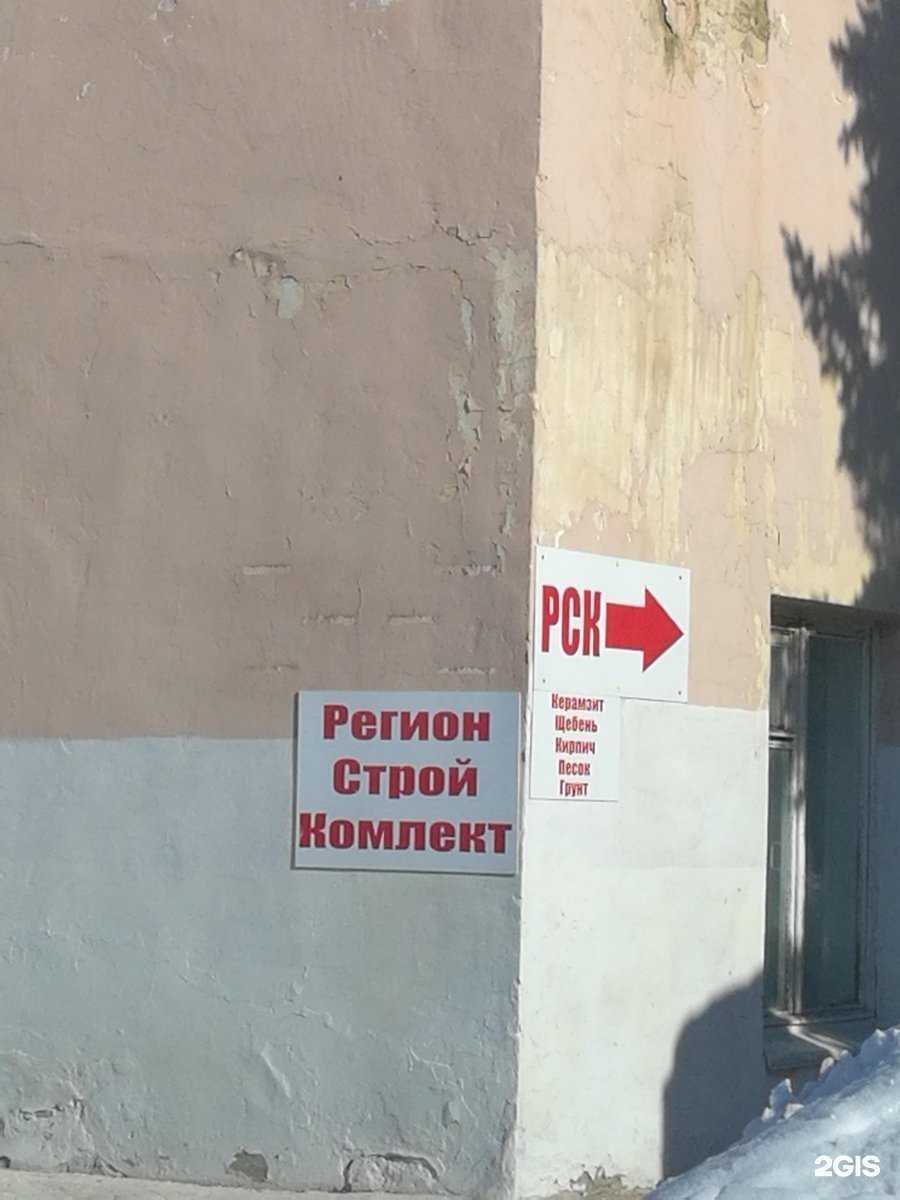 Регион
Строй
Комлект
РСК
Керамзит
Щебень
Кирпич
Песок
Грунт
2GIS